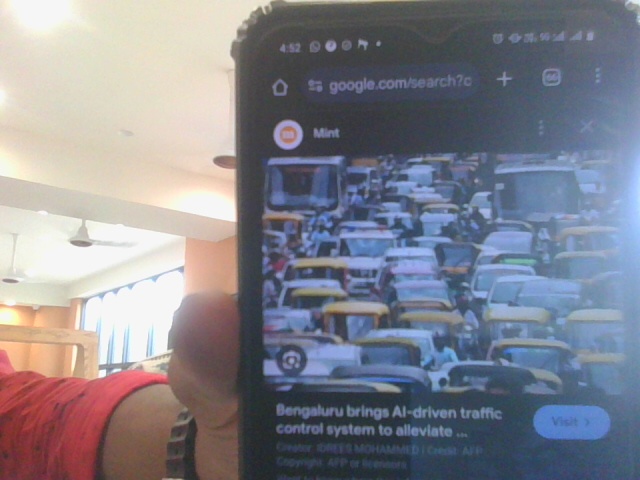 4:52
google.com/search?c
Mint
Bengaluru brings AI-driven traffic
control system to alleviate ...
Visit >
Creator: IDREES MOHAMMED | Credit: AFP
Copyright: AFP or licensors